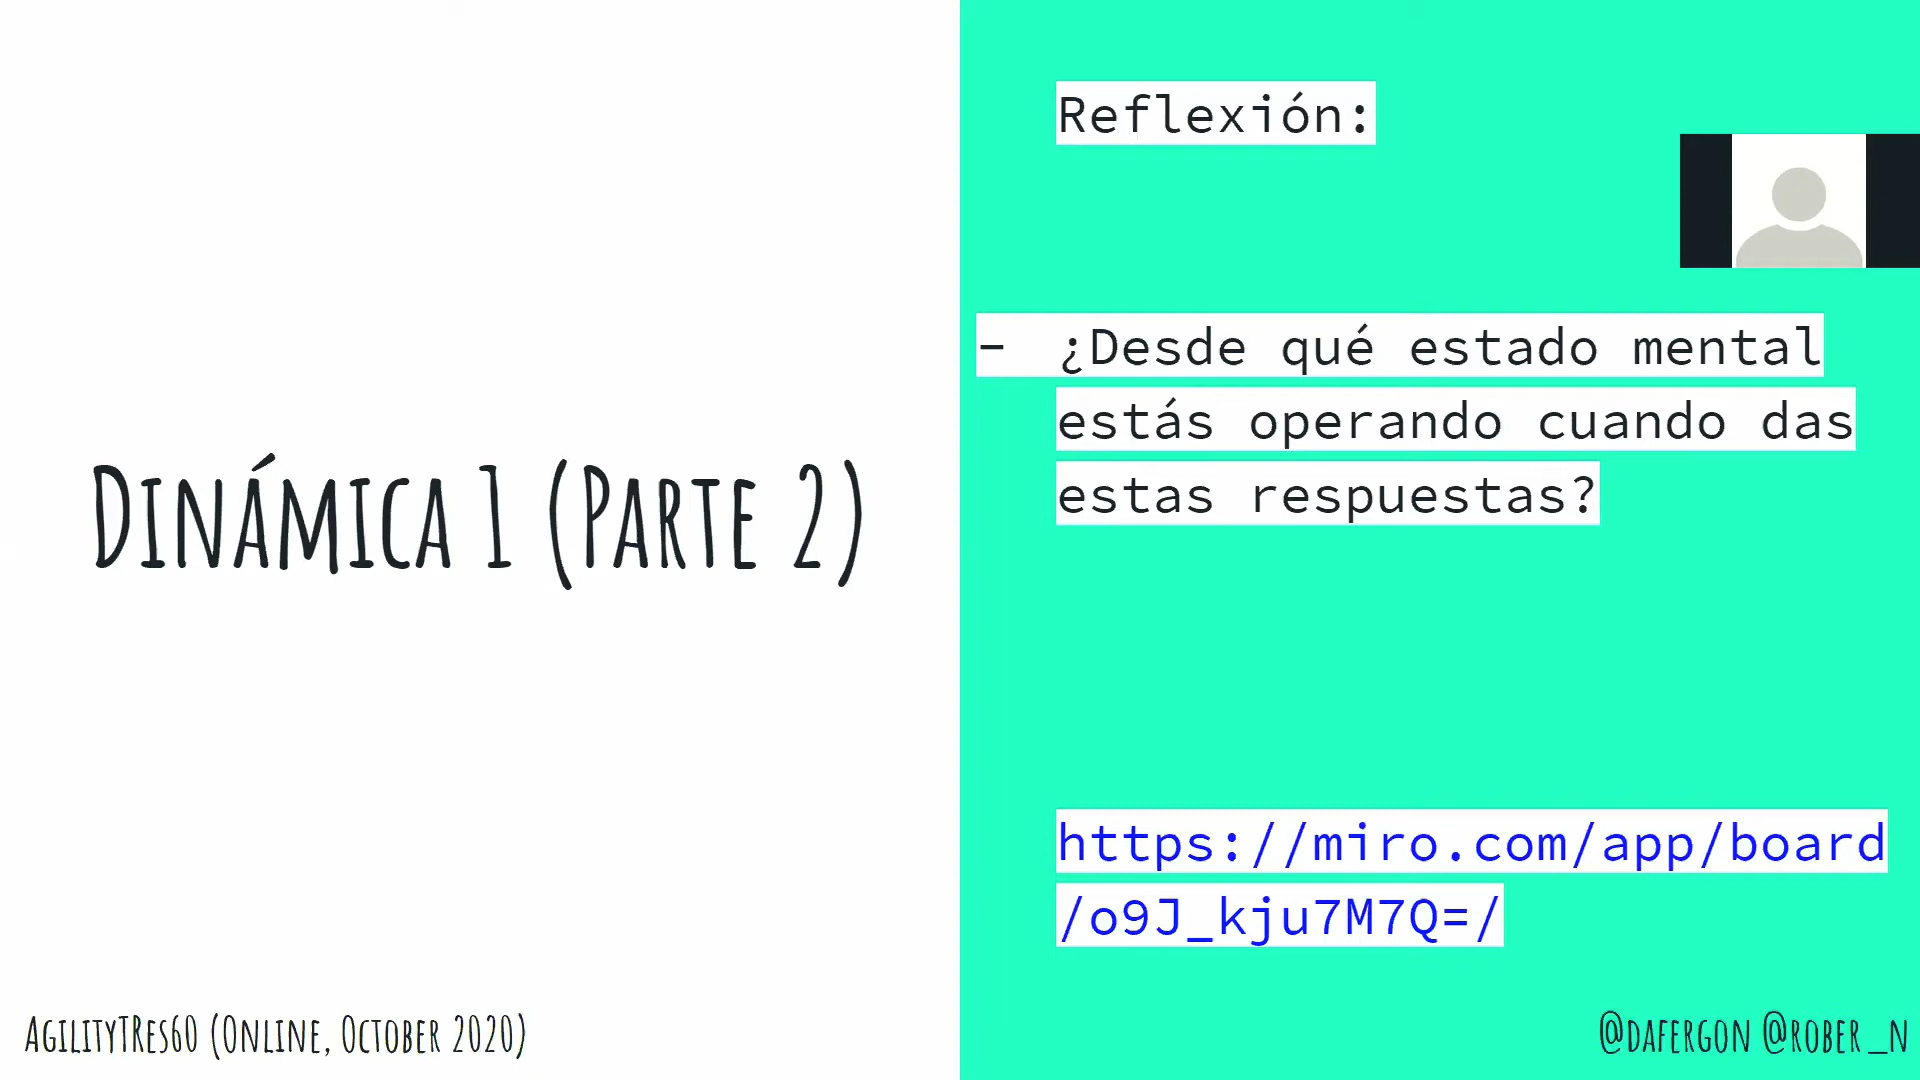 Dinámica 1 (Parte 2)
Reflexión:
- ¿Desde qué estado mental
estás operando cuando das
estas respuestas?
https://miro.com/app/board
/o9J_kju7M7Q=/
AgilityTRes60 (Online, October 2020)
@dafergon @rober_n